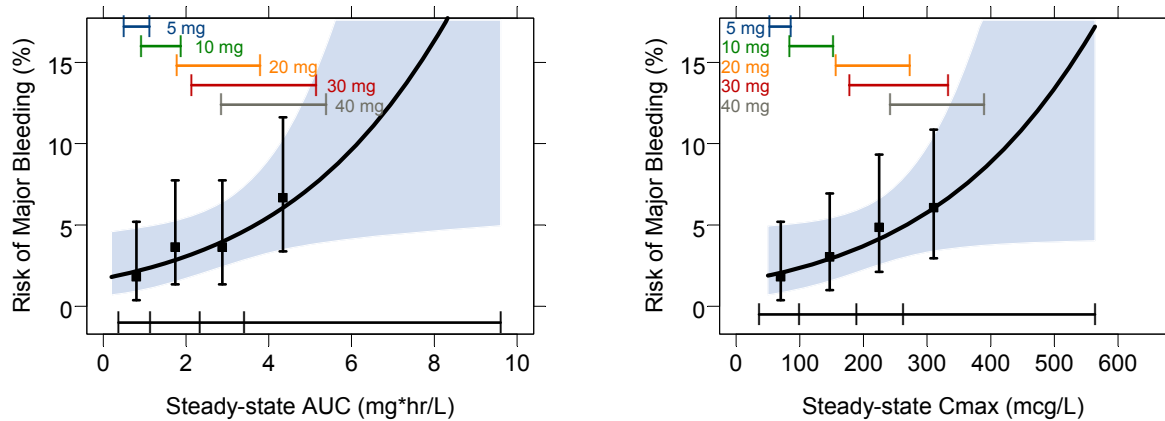 Risk of Major Bleeding (%)
15
10
5
0
5 mg
10 mg
20 mg
30 mg
40 mg
0 2 4 6 8 10
Steady-state AUC (mg*hr/L)
Risk of Major Bleeding (%)
15
10
5
0
5 mg
10 mg
20 mg
30 mg
40 mg
0 100 200 300 400 500 600
Steady-state Cmax (mcg/L)